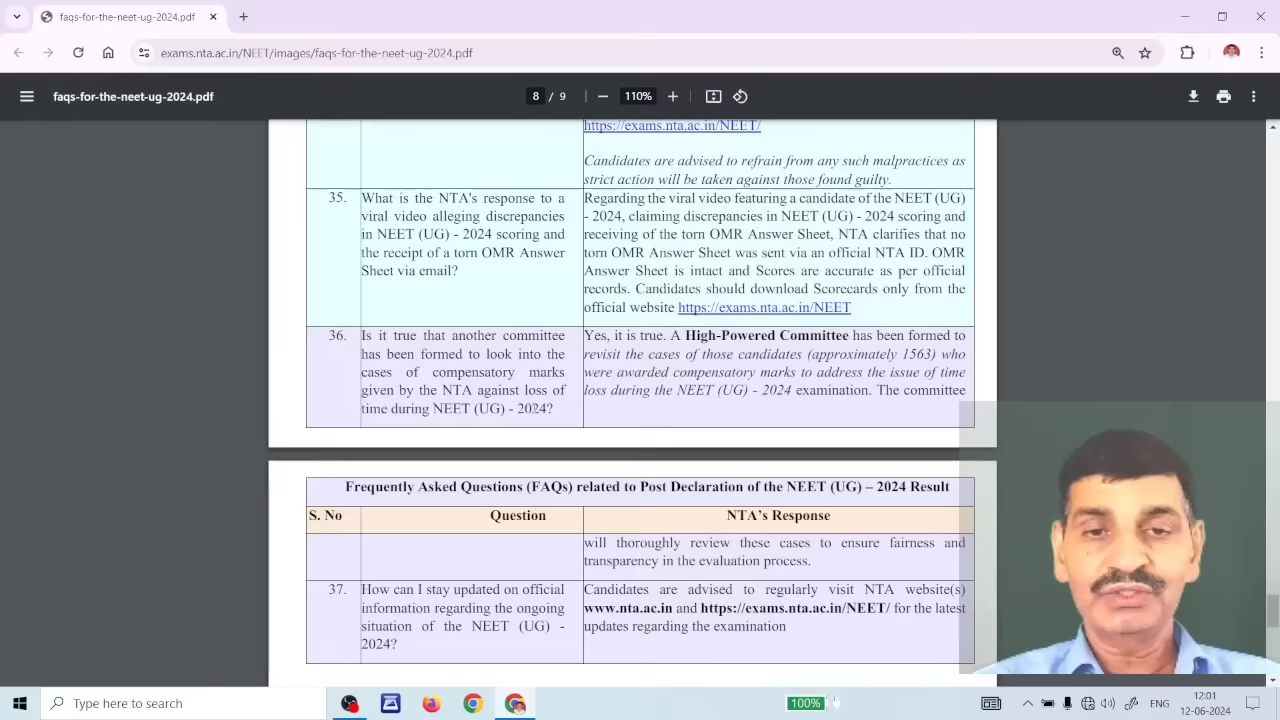 faqs-for-the-neet-ug-2024.pdf
exams.nta.ac.in/NEET/images/faqs-for-the-neet-ug-2024.pdf
faqs-for-the-neet-ug-2024.pdf
8 / 9
110%
https://exams.nta.ac.in/NEET/
Candidates are advised to refrain from any such malpractices as
strict action will be taken against those found guilty.
35.
What is the NTA's response to a
viral video alleging discrepancies
in NEET (UG) - 2024 scoring and
the receipt of a torn OMR Answer
Sheet via email?
Regarding the viral video featuring a candidate of the NEET (UG)
- 2024, claiming discrepancies in NEET (UG) - 2024 scoring and
receiving of the torn OMR Answer Sheet, NTA clarifies that no
torn OMR Answer Sheet was sent via an official NTA ID. OMR
Answer Sheet is intact and Scores are accurate as per official
records. Candidates should download Scorecards only from the
official website https://exams.nta.ac.in/NEET
36.
Is it true that another committee
has been formed to look into the
cases of compensatory marks
given by the NTA against loss of
time during NEET (UG) - 2024?
Yes, it is true. A High-Powered Committee has been formed to
revisit the cases of those candidates (approximately 1563) who
were awarded compensatory marks to address the issue of time
loss during the NEET (UG) - 2024 examination. The committee
Frequently Asked Questions (FAQs) related to Post Declaration of the NEET (UG) – 2024 Result
S. No
Question
NTA’s Response
will thoroughly review these cases to ensure fairness and
transparency in the evaluation process.
37.
How can I stay updated on official
information regarding the ongoing
situation of the NEET (UG) -
2024?
Candidates are advised to regularly visit NTA website(s)
www.nta.ac.in and https://exams.nta.ac.in/NEET/ for the latest
updates regarding the examination
Type here to search
100%
ENG
12:01
12-06-2024